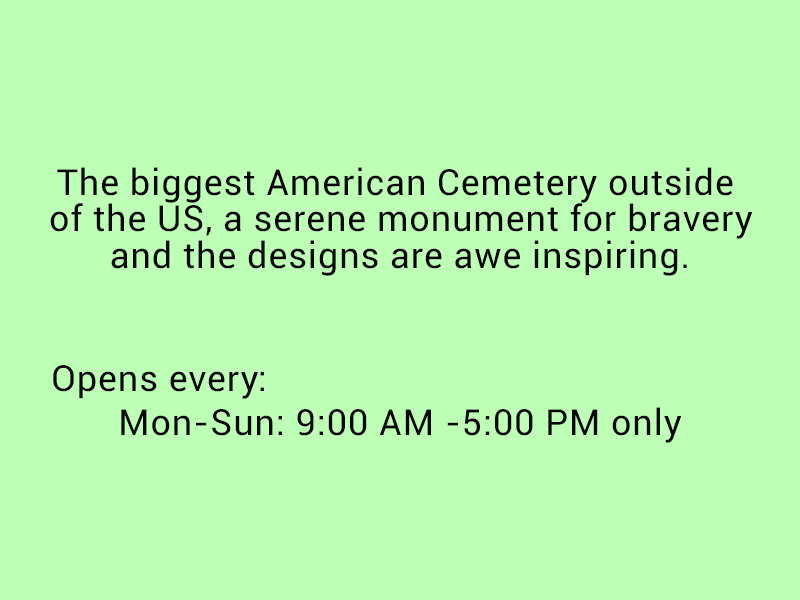 The biggest American Cemetery outside
of the US, a serene monument for bravery
and the designs are awe inspiring.
Opens every:
Mon-Sun: 9:00 AM -5:00 PM only